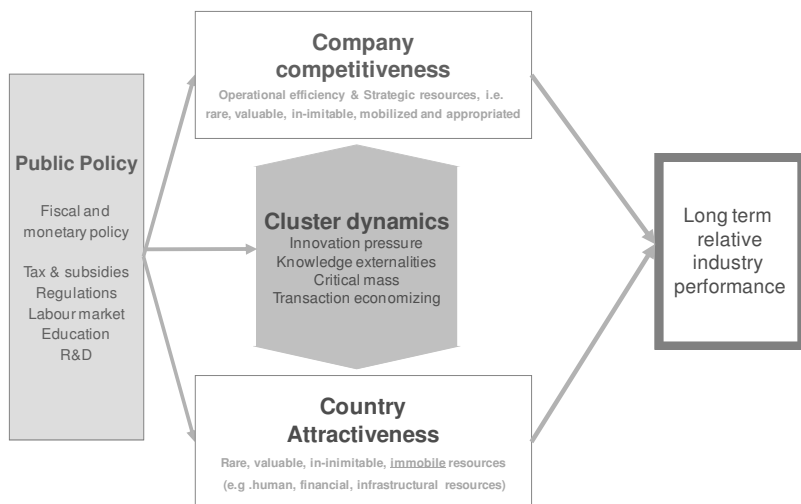 Company
competitiveness
Operational efficiency & Strategic resources, i.e.
rare, valuable, in-imitable, mobilized and appropriated
Public Policy
Fiscal and
monetary policy
Tax & subsidies
Regulations
Labour market
Education
R&D
Cluster dynamics
Innovation pressure
Knowledge externalities
Critical mass
Transaction economizing
Long term
relative
industry
performance
Country
Attractiveness
Rare, valuable, in-inimitable, immobile resources
(e.g .human, financial, infrastructural resources)